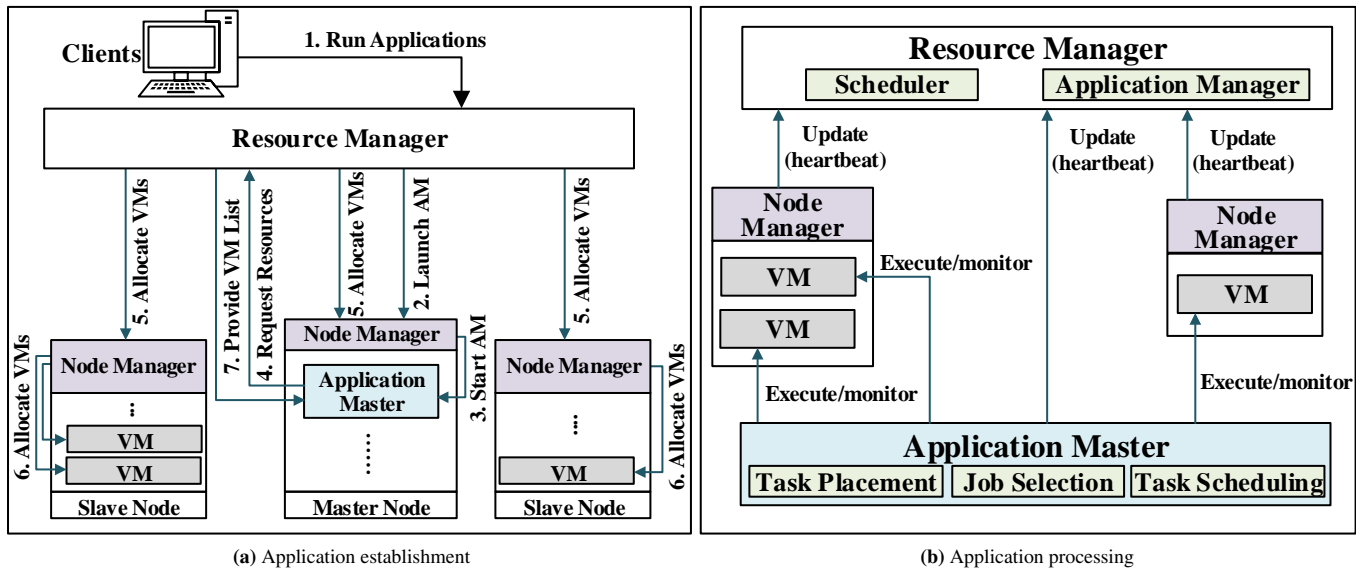 Clients
1. Run Applications
Resource Manager
5. Allocate VMs
7. Provide VM List
4. Request Resources
5. Allocate VMs
2. Launch AM
5. Allocate VMs
6. Allocate VMs
Node Manager
...
VM
VM
Slave Node
Node Manager
Application
Master
3. Start AM
......
Master Node
Node Manager
...
VM
6. Allocate VMs
Slave Node
(a) Application establishment
Resource Manager
Scheduler
Application Manager
Update
(heartbeat)
Update
(heartbeat)
Update
(heartbeat)
Node
Manager
VM
VM
Execute/monitor
Node
Manager
VM
Execute/monitor
Execute/monitor
Application Master
Task Placement
Job Selection
Task Scheduling
(b) Application processing